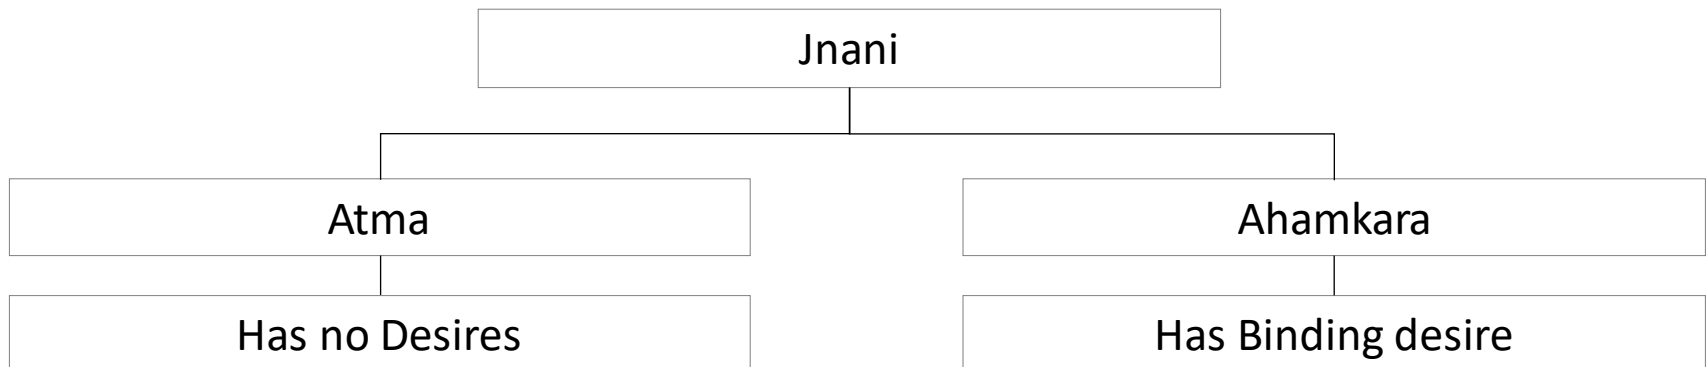 Jnani
Atma
Ahamkara
Has no Desires
Has Binding desire